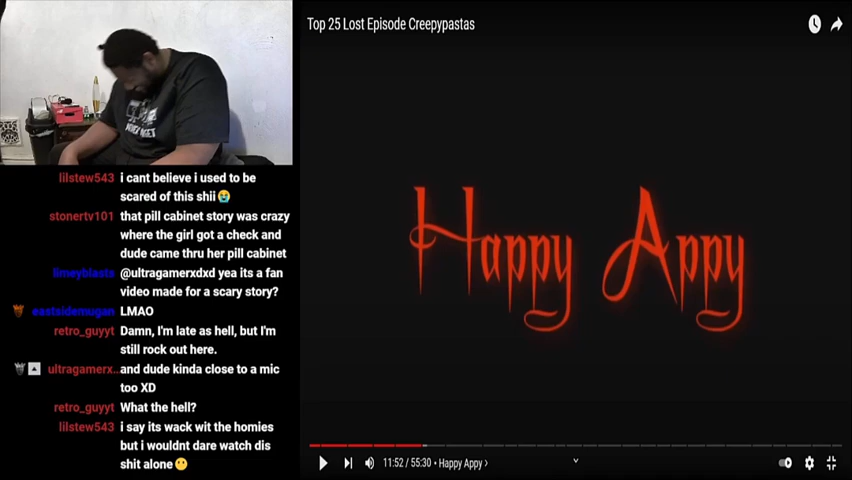 Top 25 Lost Episode Creepypastas
Happy Appy
lilstew543 i cant believe i used to be
scared of this shii😭
stonertv101 that pill cabinet story was crazy
where the girl got a check and
dude came thru her pill cabinet
limeyblasts @ultragamerxdxd yea its a fan
video made for a scary story?
eastsidemugan LMAO
retro_guyyt Damn, I'm late as hell, but I'm
still rock out here.
ultragamerx... and dude kinda close to a mic
too XD
retro_guyyt What the hell?
lilstew543 i say its wack wit the homies
but i wouldnt dare watch dis
shit alone😬
11:52 / 55:30 • Happy Appy ›